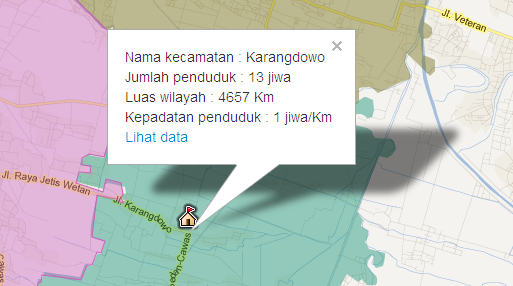 Jl. Veteran
Nama kecamatan : Karangdowo
Jumlah penduduk : 13 jiwa
Luas wilayah : 4657 Km
Kepadatan penduduk : 1 jiwa/Km
Lihat data
Jl. Raya Jetis Wetan
Jl. Karangdowo
Cawas